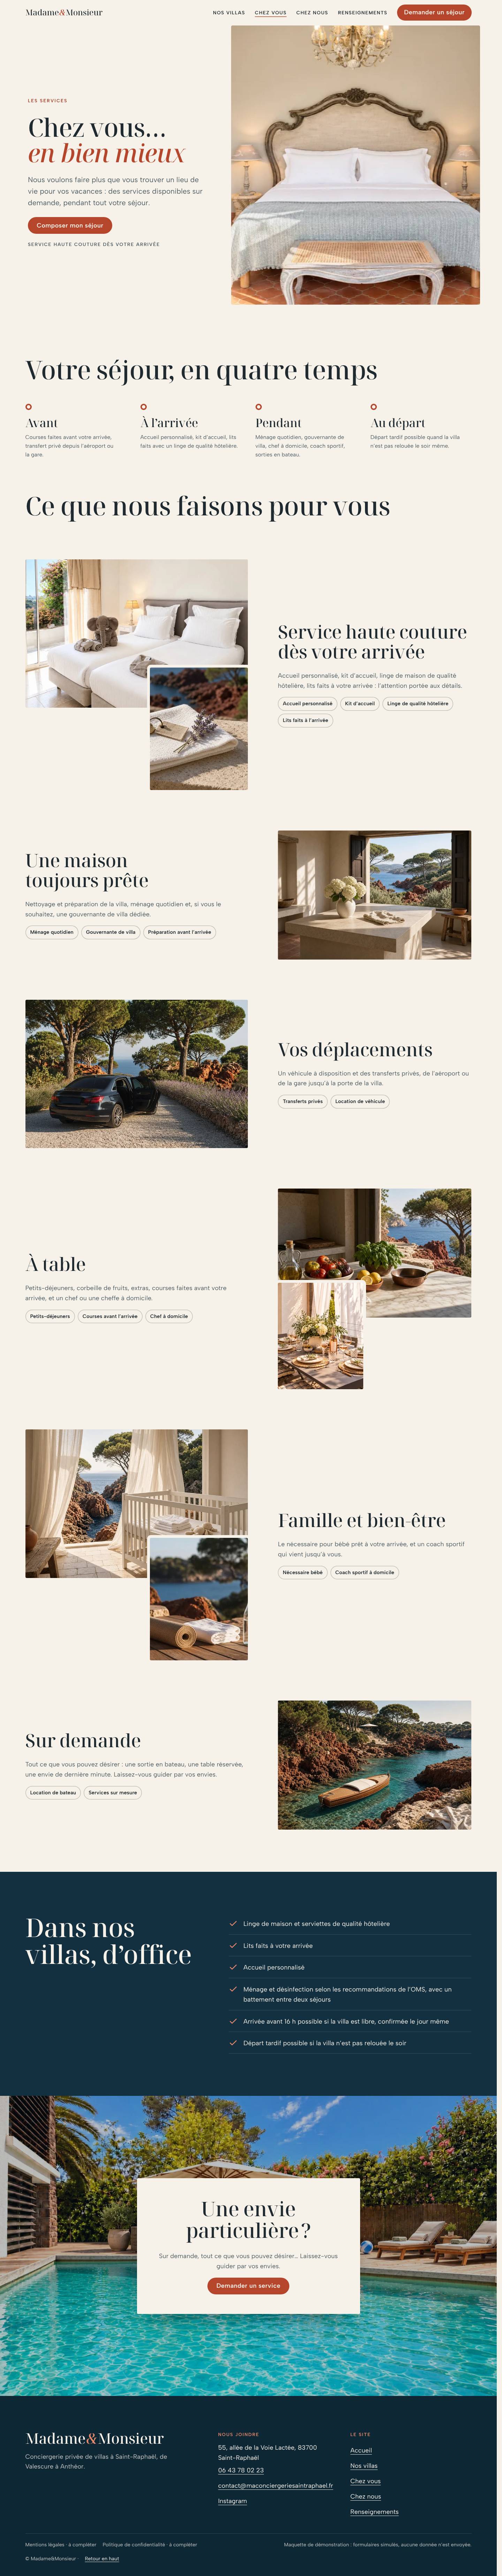 Madame&Monsieur
NOS VILLAS CHEZ VOUS CHEZ NOUS RENSEIGNEMENTS Demander un séjour
LES SERVICES
Chez vous…
en bien mieux
Nous voulons faire plus que vous trouver un lieu de
vie pour vos vacances : des services disponibles sur
demande, pendant tout votre séjour.
Composer mon séjour
SERVICE HAUTE COUTURE DÈS VOTRE ARRIVÉE
Votre séjour, en quatre temps
Avant
Courses faites avant votre arrivée,
transfert privé depuis l'aéroport ou
la gare.
À l'arrivée
Accueil personnalisé, kit d'accueil, lits
faits avec un linge de qualité hôtelière.
Pendant
Ménage quotidien, gouvernante de
villa, chef à domicile, coach sportif,
sorties en bateau.
Au départ
Départ tardif possible quand la villa
n'est pas relouée le soir même.
Ce que nous faisons pour vous
Service haute couture
dès votre arrivée
Accueil personnalisé, kit d'accueil, linge de maison de qualité
hôtelière, lits faits à votre arrivée : l'attention portée aux détails.
Accueil personnalisé Kit d'accueil Linge de qualité hôtelière
Lits faits à l'arrivée
Une maison
toujours prête
Nettoyage et préparation de la villa, ménage quotidien et, si vous le
souhaitez, une gouvernante de villa dédiée.
Ménage quotidien Gouvernante de villa Préparation avant l'arrivée
Vos déplacements
Un véhicule à disposition et des transferts privés, de l'aéroport ou
de la gare jusqu'à la porte de la villa.
Transferts privés Location de véhicule
À table
Petits-déjeuners, corbeille de fruits, extras, courses faites avant votre
arrivée, et un chef ou une cheffe à domicile.
Petits-déjeuners Courses avant l'arrivée Chef à domicile
Famille et bien-être
Le nécessaire pour bébé prêt à votre arrivée, et un coach sportif
qui vient jusqu'à vous.
Nécessaire bébé Coach sportif à domicile
Sur demande
Tout ce que vous pouvez désirer : une sortie en bateau, une table réservée,
une envie de dernière minute. Laissez-vous guider par vos envies.
Location de bateau Services sur mesure
Dans nos
villas, d'office
Linge de maison et serviettes de qualité hôtelière
Lits faits à votre arrivée
Accueil personnalisé
Ménage et désinfection selon les recommandations de l'OMS, avec un
battement entre deux séjours
Arrivée avant 16 h possible si la villa est libre, confirmée le jour même
Départ tardif possible si la villa n'est pas relouée le soir
Une envie
particulière ?
Sur demande, tout ce que vous pouvez désirer… Laissez-vous
guider par vos envies.
Demander un service
Madame&Monsieur
Conciergerie privée de villas à Saint-Raphaël, de
Valescure à Anthéor.
NOUS JOINDRE
55, allée de la Voie Lactée, 83700
Saint-Raphaël
06 43 78 02 23
contact@maconciergeriesaintraphael.fr
Instagram
LE SITE
Accueil
Nos villas
Chez vous
Chez nous
Renseignements
Mentions légales · à compléter Politique de confidentialité · à compléter
Maquette de démonstration : formulaires simulés, aucune donnée n'est envoyée.
© Madame&Monsieur · Retour en haut